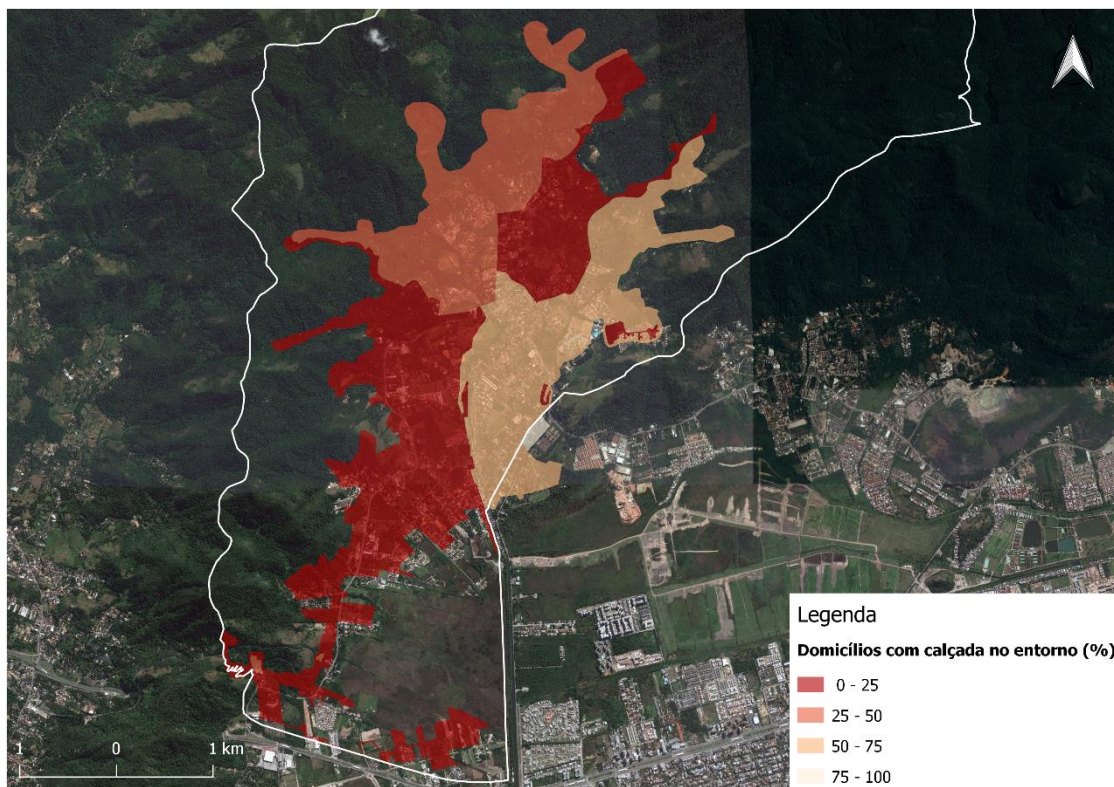 Legenda
Domicílios com calçada no entorno (%)
0 - 25
25 - 50
50 - 75
75 - 100
1 0 1 km